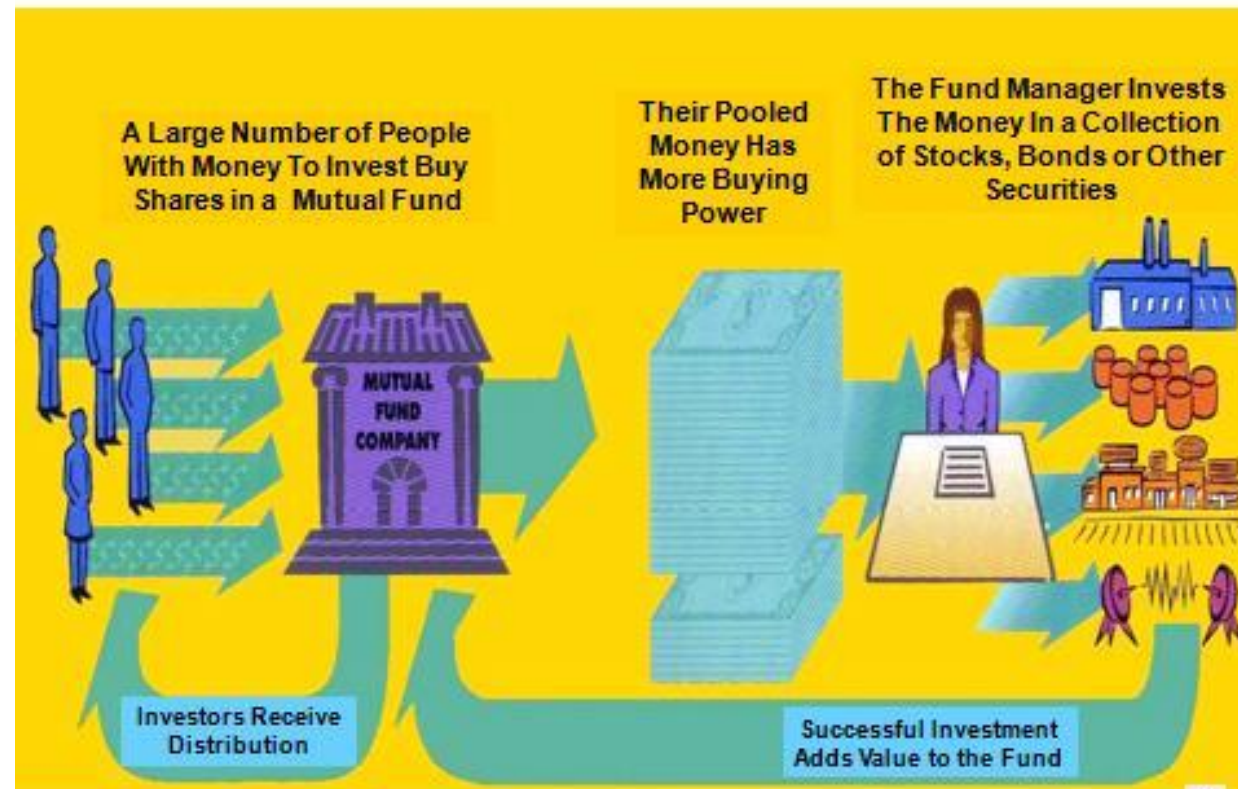 A Large Number of People
With Money To Invest Buy
Shares in a Mutual Fund
Their Pooled
Money Has
More Buying
Power
The Fund Manager Invests
The Money In a Collection
of Stocks, Bonds or Other
Securities
MUTUAL
FUND
COMPANY
Investors Receive
Distribution
Successful Investment
Adds Value to the Fund